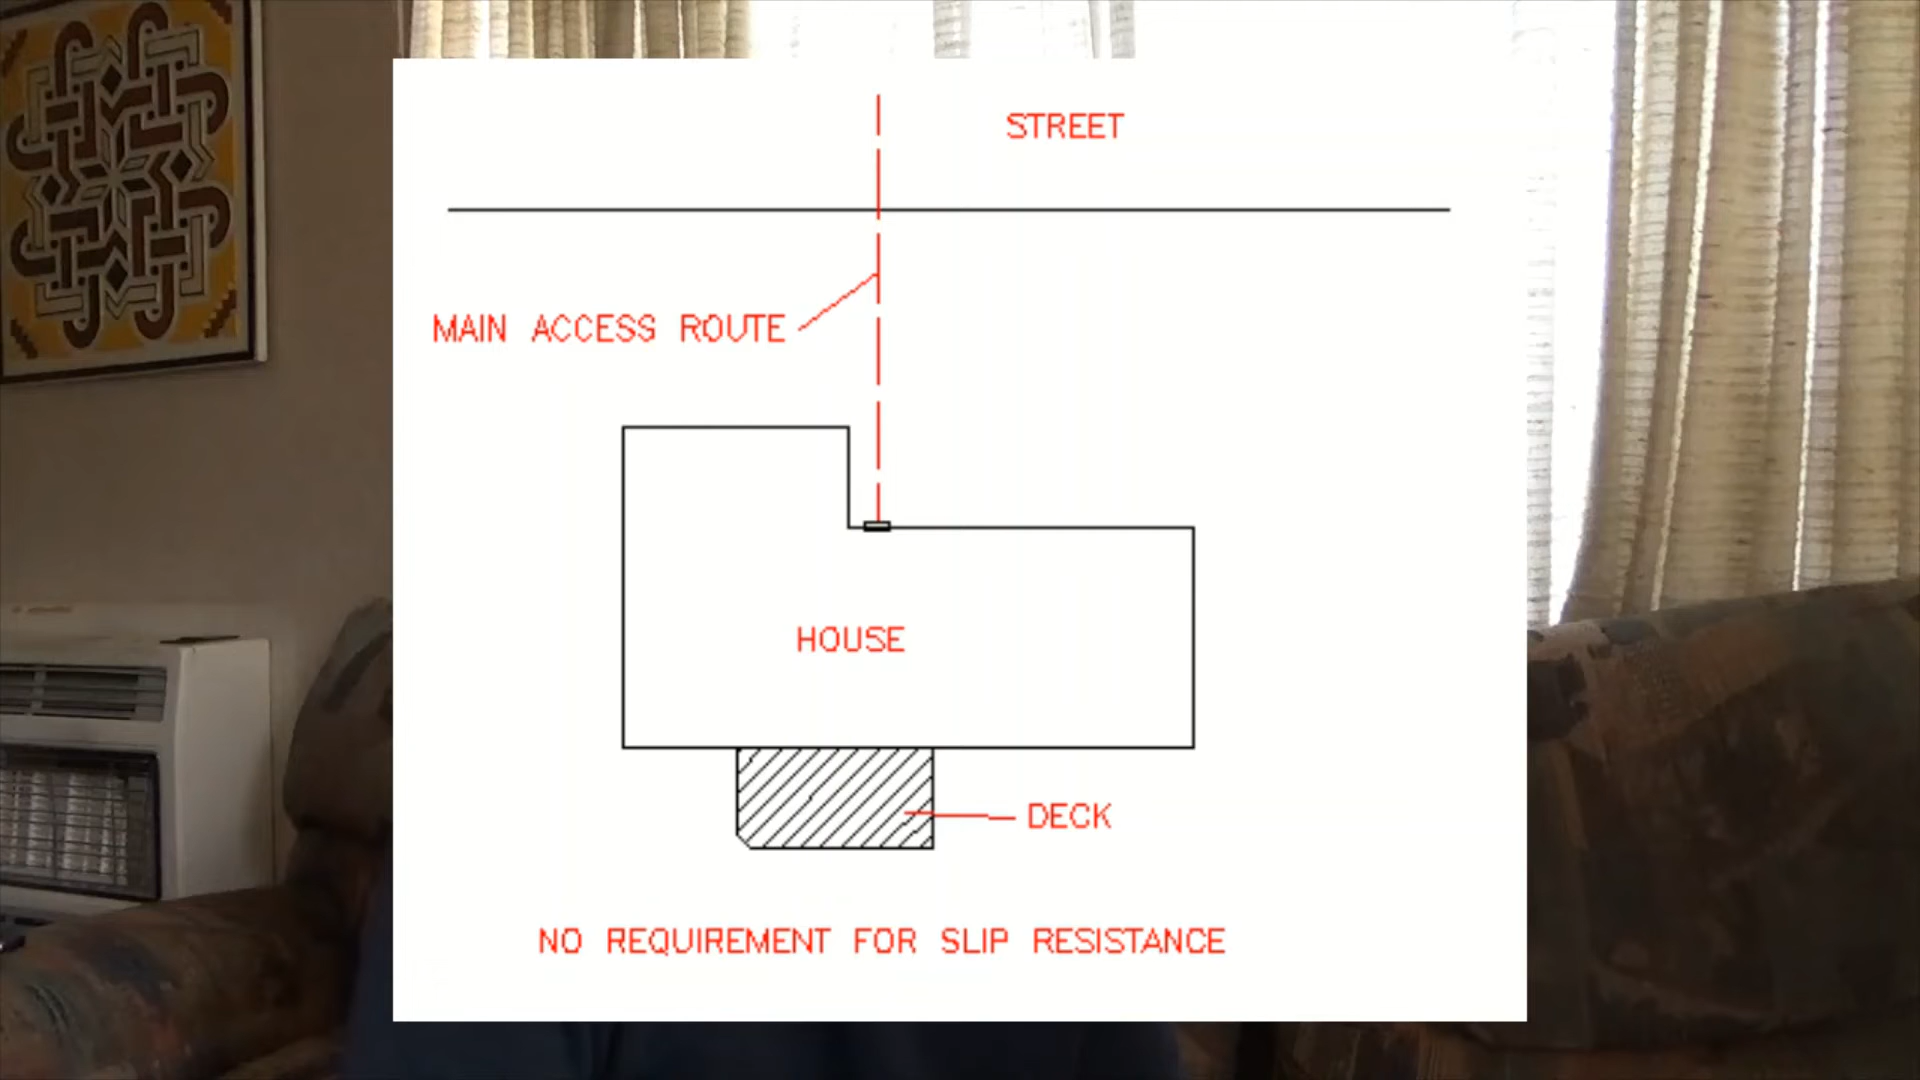 STREET
MAIN ACCESS ROUTE
HOUSE
DECK
NO REQUIREMENT FOR SLIP RESISTANCE